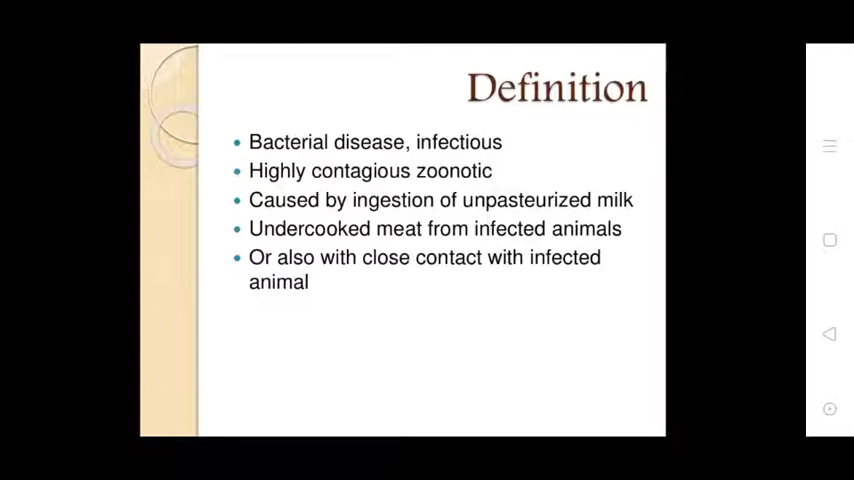 Definition
• Bacterial disease, infectious
• Highly contagious zoonotic
• Caused by ingestion of unpasteurized milk
• Undercooked meat from infected animals
• Or also with close contact with infected
animal